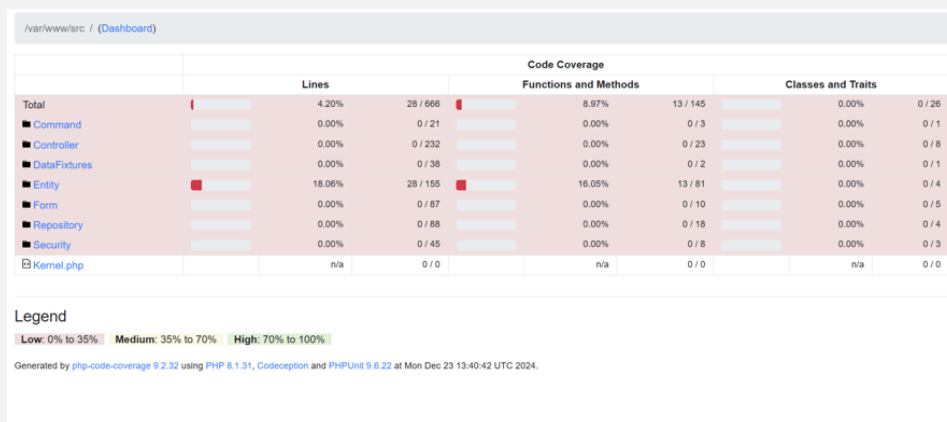 /var/www/src / (Dashboard)
Code Coverage
Lines Functions and Methods Classes and Traits
Total 4.20% 28 / 666 8.97% 13 / 145 0.00% 0 / 26
Command 0.00% 0 / 21 0.00% 0 / 3 0.00% 0 / 1
Controller 0.00% 0 / 232 0.00% 0 / 23 0.00% 0 / 8
DataFixtures 0.00% 0 / 38 0.00% 0 / 2 0.00% 0 / 1
Entity 18.06% 28 / 155 16.05% 13 / 81 0.00% 0 / 4
Form 0.00% 0 / 87 0.00% 0 / 10 0.00% 0 / 5
Repository 0.00% 0 / 88 0.00% 0 / 18 0.00% 0 / 4
Security 0.00% 0 / 45 0.00% 0 / 8 0.00% 0 / 3
Kernel.php n/a 0 / 0 n/a 0 / 0 n/a 0 / 0
Legend
Low: 0% to 35% Medium: 35% to 70% High: 70% to 100%
Generated by php-code-coverage 9.2.32 using PHP 8.1.31, Codeception and PHPUnit 9.6.22 at Mon Dec 23 13:40:42 UTC 2024.